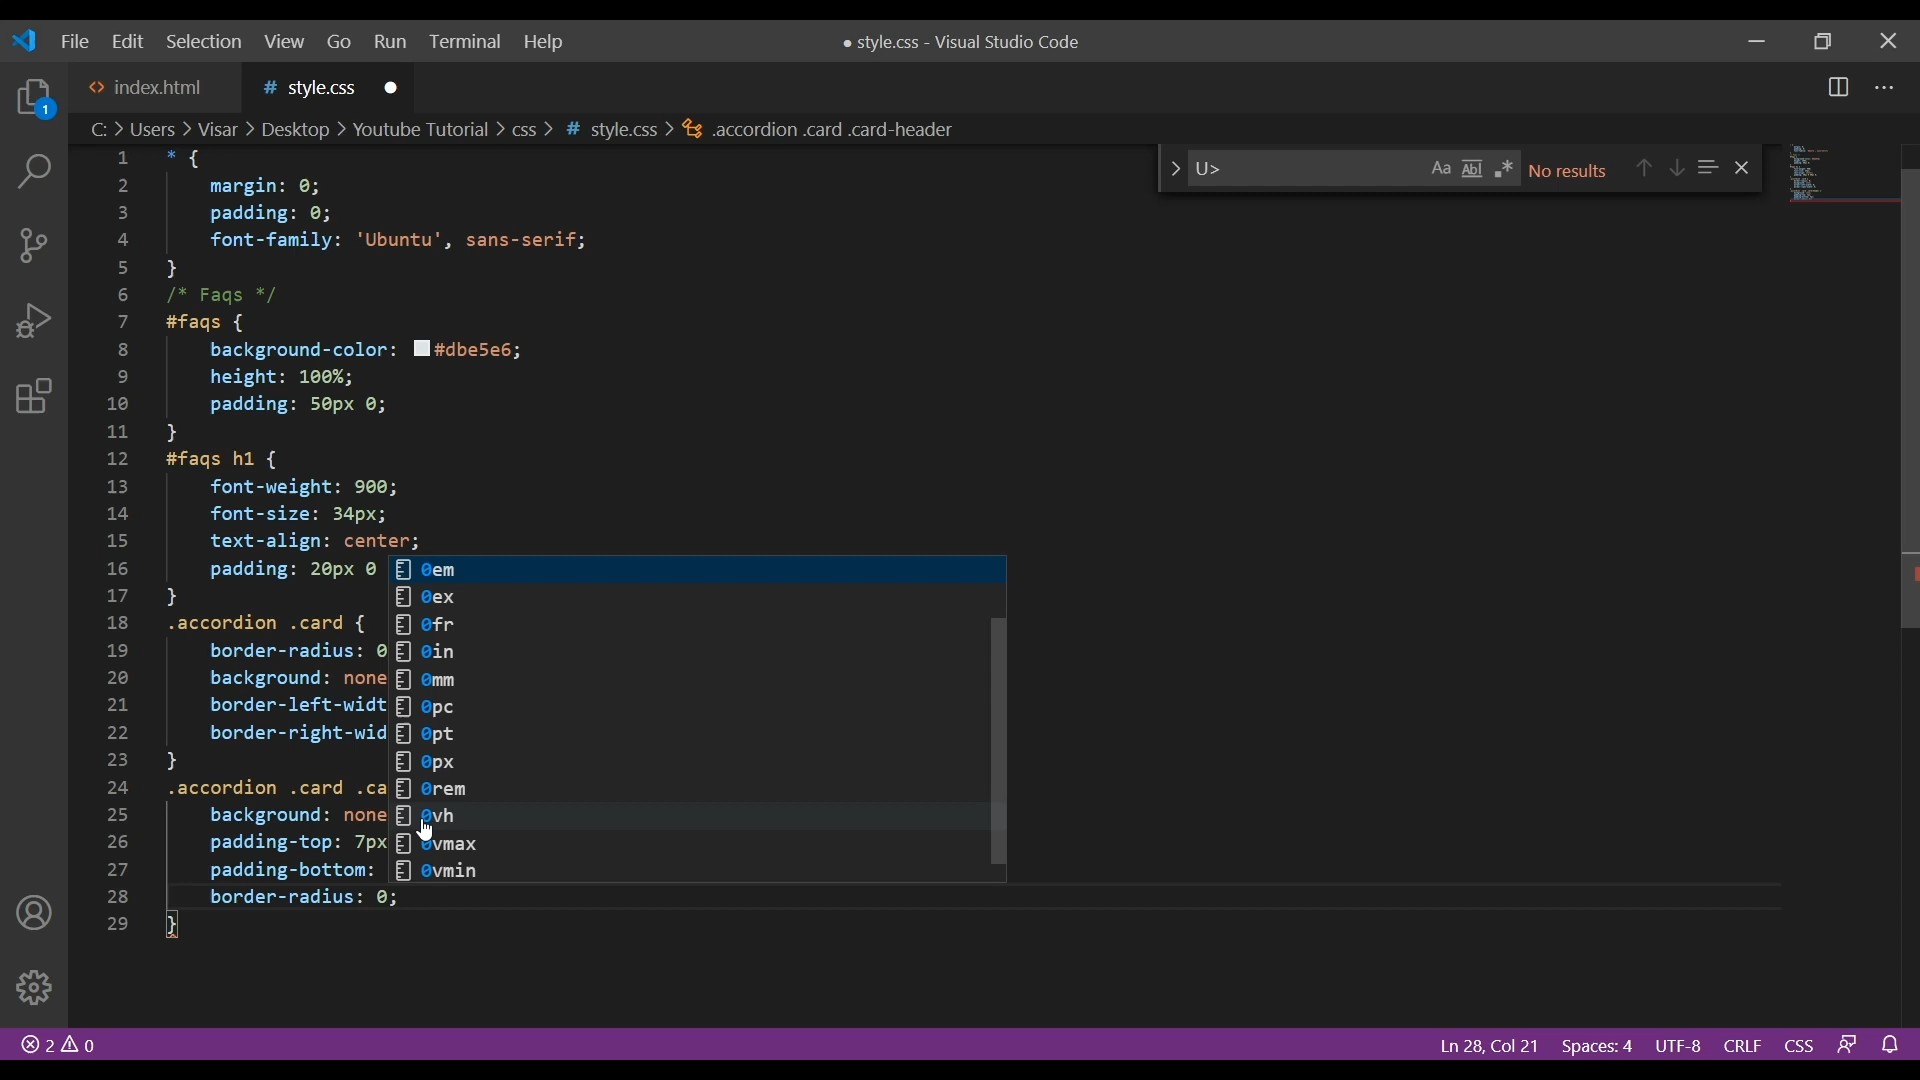 File Edit Selection View Go Run Terminal Help
● style.css - Visual Studio Code
1
<> index.html
# style.css ●
C: > Users > Visar > Desktop > Youtube Tutorial > css > # style.css > .accordion .card .card-header
> U> Aa Abl .* No results
1 * {
2 margin: 0;
3 padding: 0;
4 font-family: 'Ubuntu', sans-serif;
5 }
6 /* Faqs */
7 #faqs {
8 background-color: #dbe5e6;
9 height: 100%;
10 padding: 50px 0;
11 }
12 #faqs h1 {
13 font-weight: 900;
14 font-size: 34px;
15 text-align: center;
16 padding: 20px 0
17 }
18 .accordion .card {
19 border-radius: 0
20 background: none
21 border-left-widt
22 border-right-wid
23 }
24 .accordion .card .ca
25 background: none
26 padding-top: 7px
27 padding-bottom:
28 border-radius: 0;
29 }
0em
0ex
0fr
0in
0mm
0pc
0pt
0px
0rem
0vh
0vmax
0vmin
2 0
Ln 28, Col 21 Spaces: 4 UTF-8 CRLF CSS